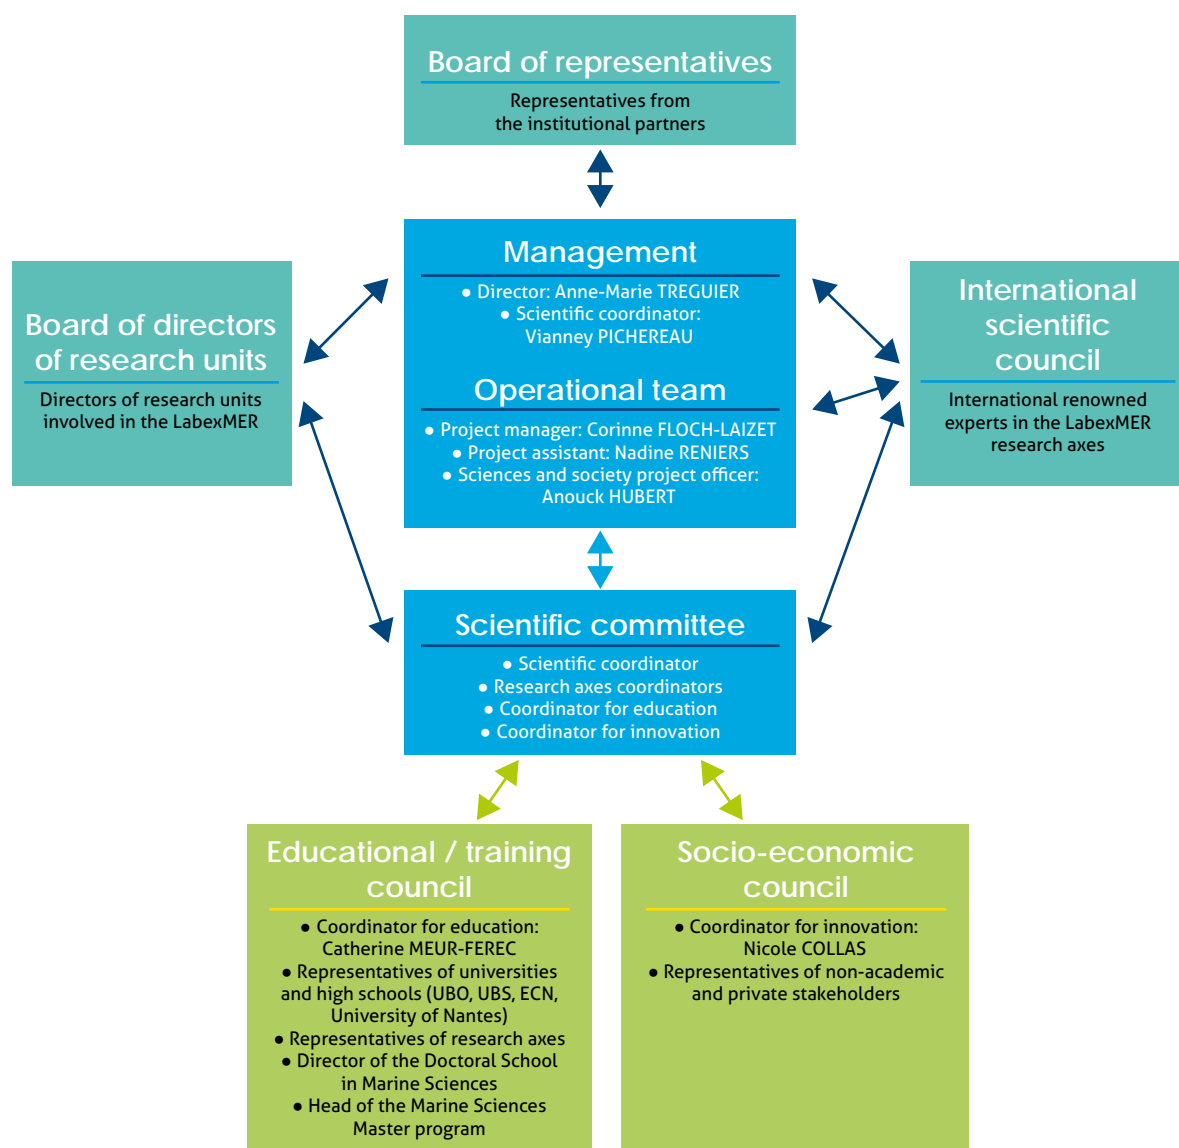 Board of representatives
Representatives from
the institutional partners
Management
● Director: Anne-Marie TREGUIER
● Scientific coordinator:
Vianney PICHEREAU
Operational team
● Project manager: Corinne FLOCH-LAIZET
● Project assistant: Nadine RENIERS
● Sciences and society project officer:
Anouck HUBERT
Board of directors
of research units
Directors of research units
involved in the LabexMER
International
scientific
council
International renowned
experts in the LabexMER
research axes
Scientific committee
● Scientific coordinator
● Research axes coordinators
● Coordinator for education
● Coordinator for innovation
Educational / training
council
● Coordinator for education:
Catherine MEUR-FEREC
● Representatives of universities
and high schools (UBO, UBS, ECN,
University of Nantes)
● Representatives of research axes
● Director of the Doctoral School
in Marine Sciences
● Head of the Marine Sciences
Master program
Socio-economic
council
● Coordinator for innovation:
Nicole COLLAS
● Representatives of non-academic
and private stakeholders